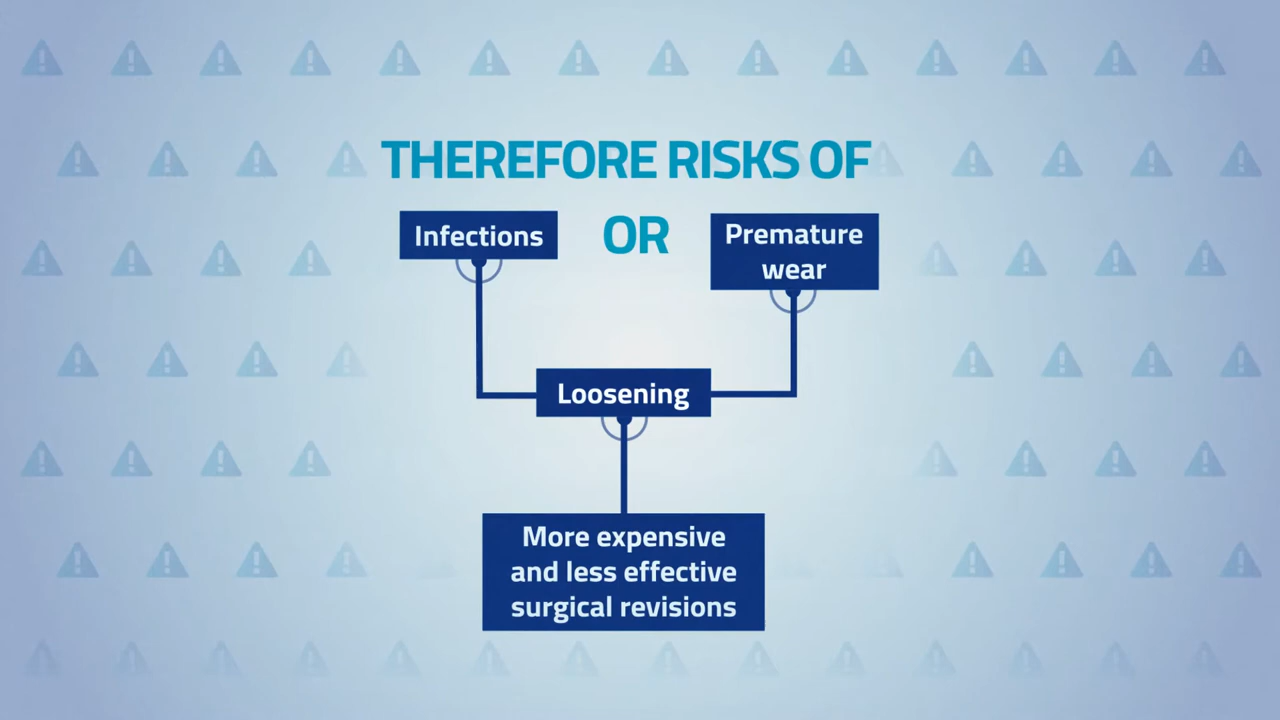 THEREFORE RISKS OF
Infections
OR
Premature
wear
Loosening
More expensive
and less effective
surgical revisions